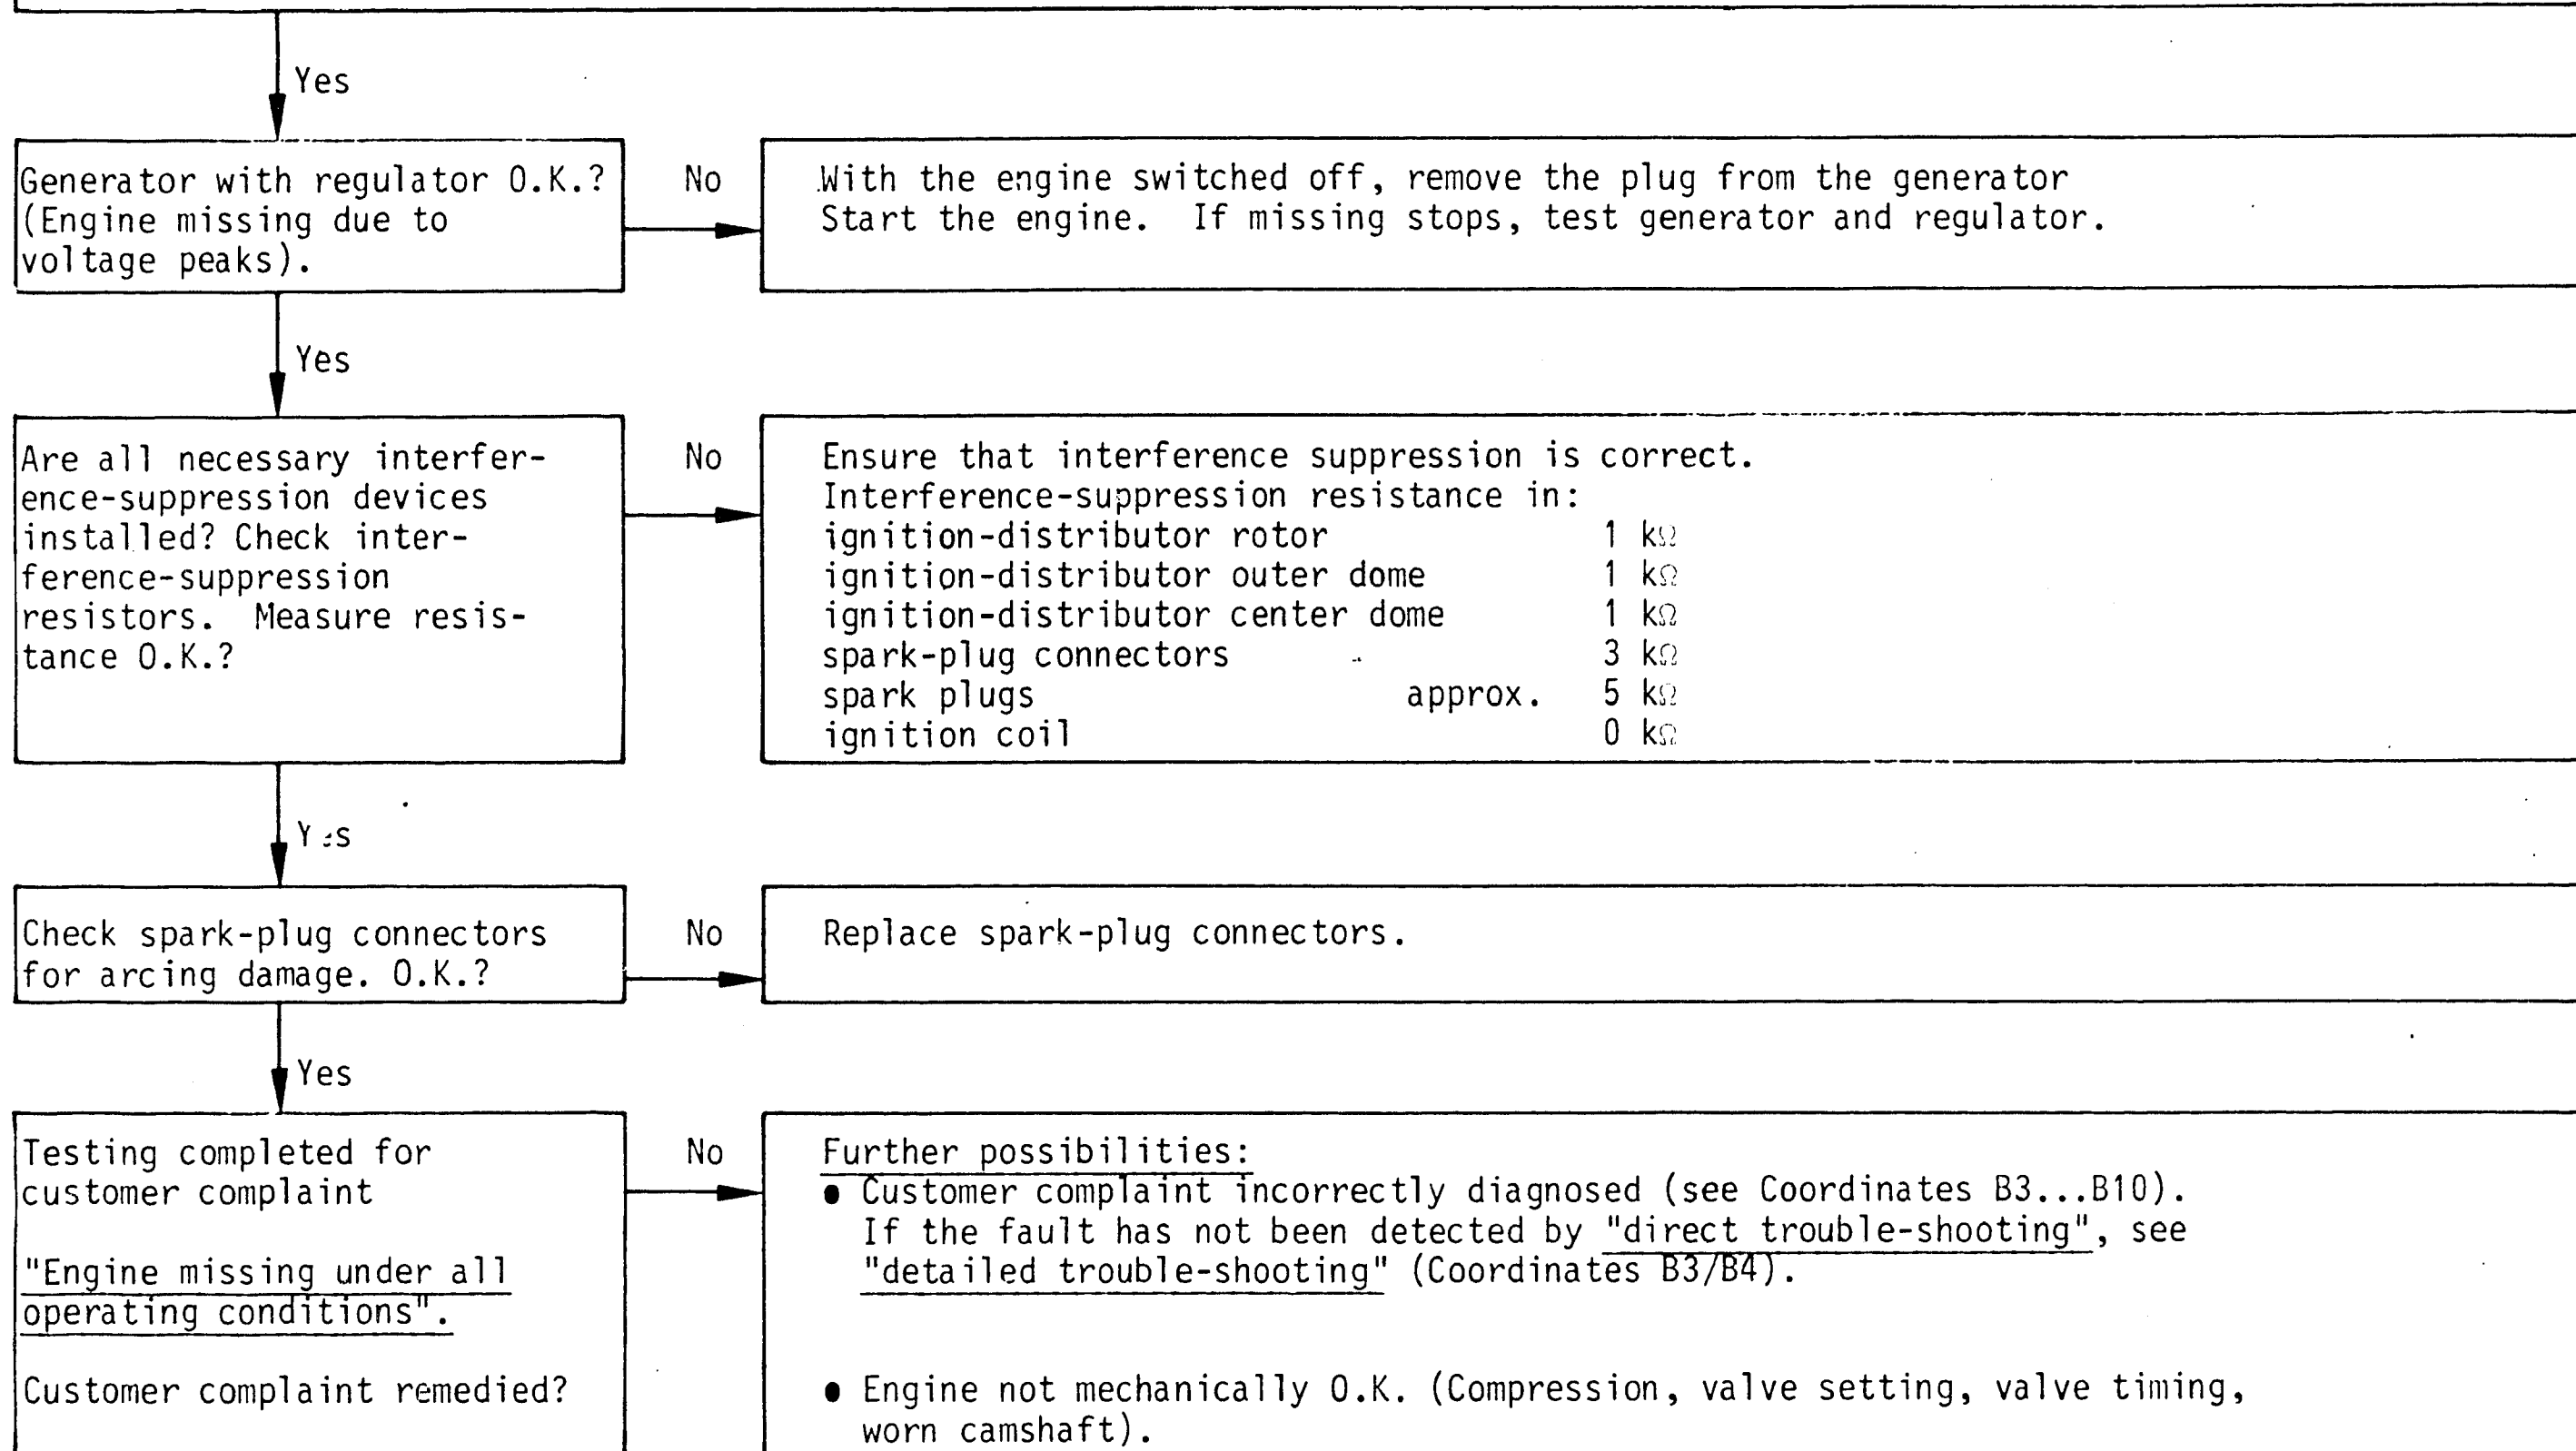 Yes
Generator with regulator O.K.?
(Engine missing due to
voltage peaks).
No
With the engine switched off, remove the plug from the generator
Start the engine. If missing stops, test generator and regulator.
Yes
Are all necessary interfer-
ence-suppression devices
installed? Check inter-
ference-suppression
resistors. Measure resis-
tance O.K.?
No
Ensure that interference suppression is correct.
Interference-suppression resistance in:
ignition-distributor rotor 1 kΩ
ignition-distributor outer dome 1 kΩ
ignition-distributor center dome 1 kΩ
spark-plug connectors 3 kΩ
spark plugs approx. 5 kΩ
ignition coil 0 kΩ
Yes
Check spark-plug connectors
for arcing damage. O.K.?
No
Replace spark-plug connectors.
Yes
Testing completed for
customer complaint
"Engine missing under all
operating conditions".
Customer complaint remedied?
No
Further possibilities:
● Customer complaint incorrectly diagnosed (see Coordinates B3...B10).
If the fault has not been detected by "direct trouble-shooting", see
"detailed trouble-shooting" (Coordinates B3/B4).
● Engine not mechanically O.K. (Compression, valve setting, valve timing,
worn camshaft).